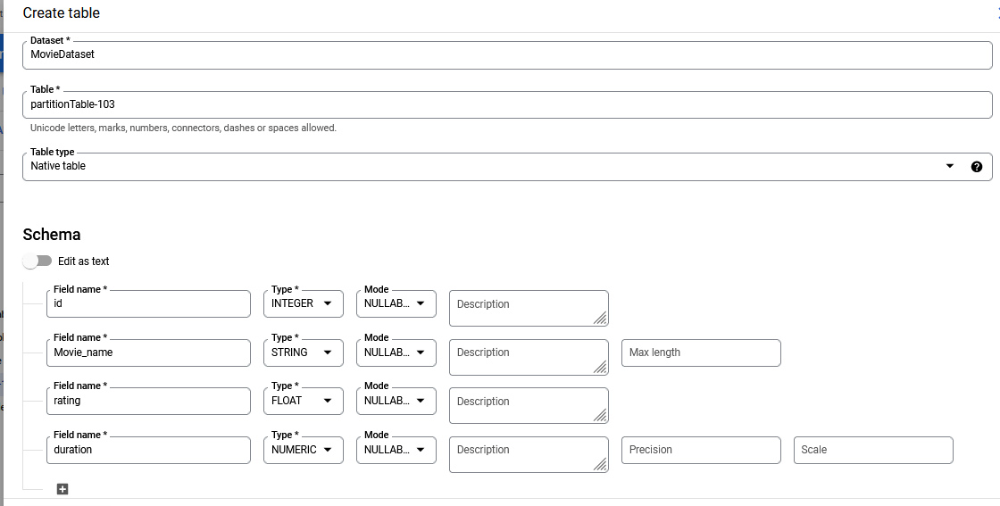 Create table
Dataset *
MovieDataset
Table *
partitionTable-103
Unicode letters, marks, numbers, connectors, dashes or spaces allowed.
Table type
Native table
Schema
Edit as text
Field name * Type * Mode
id INTEGER NULLAB... Description
Field name * Type * Mode
Movie_name STRING NULLAB... Description Max length
Field name * Type * Mode
rating FLOAT NULLAB... Description
Field name * Type * Mode
duration NUMERIC NULLAB... Description Precision Scale